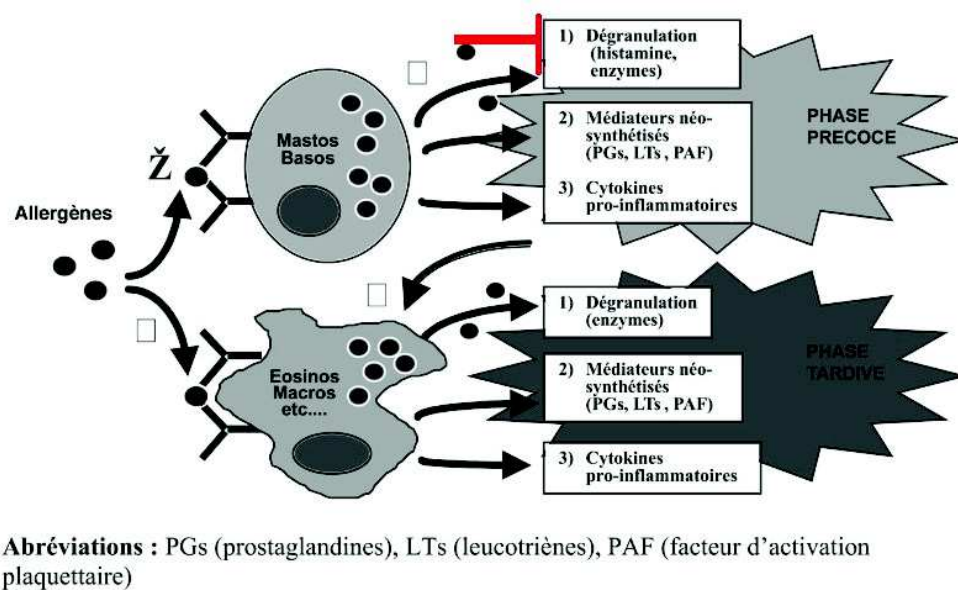 1) Dégranulation
(histamine,
enzymes)
Mastos
Basos
2) Médiateurs néo-
synthétisés
(PGs, LTs , PAF)
3) Cytokines
pro-inflammatoires
PHASE
PRECOCE
Ž
Allergènes
1) Dégranulation
(enzymes)
Eosinos
Macros
etc....
2) Médiateurs néo-
synthétisés
(PGs, LTs , PAF)
3) Cytokines
pro-inflammatoires
PHASE
TARDIVE
Abréviations : PGs (prostaglandines), LTs (leucotriènes), PAF (facteur d'activation
plaquettaire)